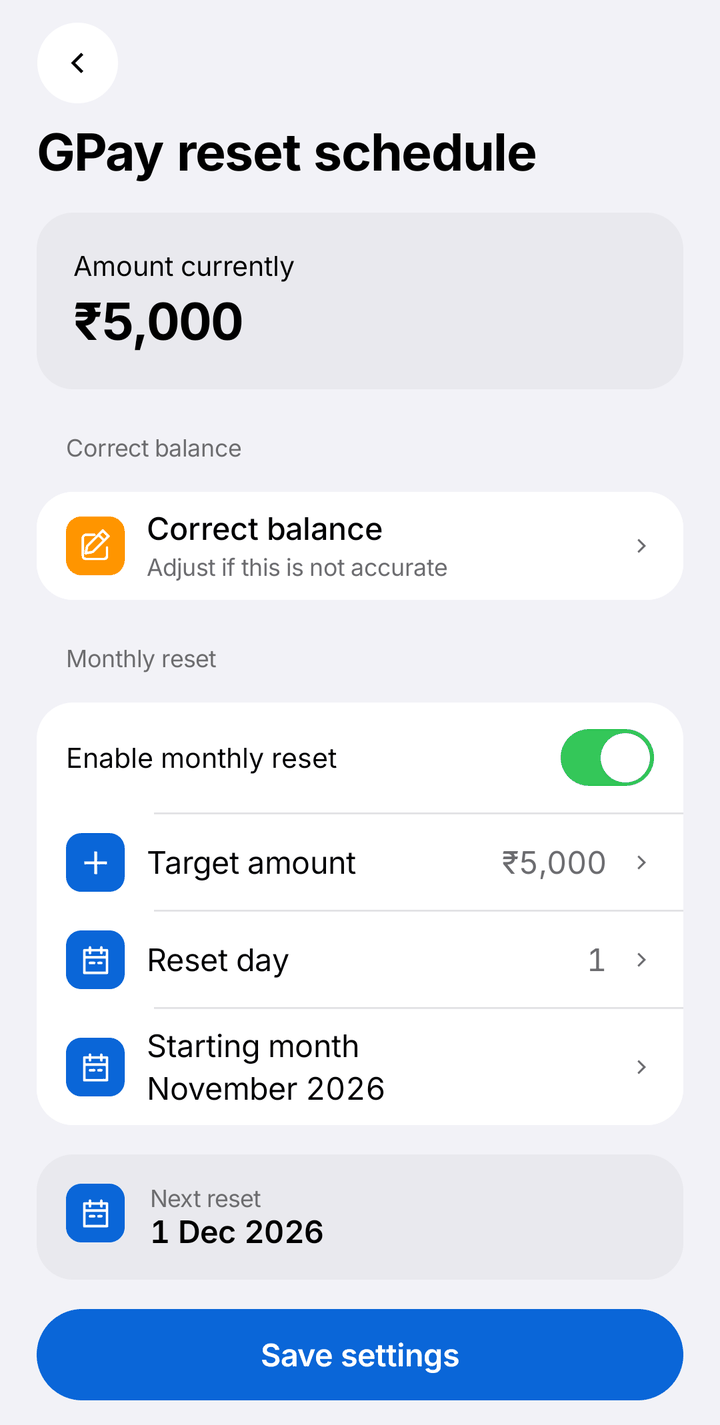 GPay reset schedule
Amount currently
₹5,000
Correct balance
Correct balance
Adjust if this is not accurate
Monthly reset
Enable monthly reset
Target amount ₹5,000
Reset day 1
Starting month
November 2026
Next reset
1 Dec 2026
Save settings